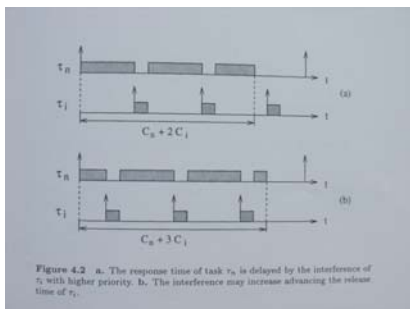 τn
t
(a)
τi
t
Cn + 2 Ci
τn
t
(b)
τi
t
Cn + 3 Ci
Figure 4.2 a. The response time of task τn is delayed by the interference of
τi with higher priority. b. The interference may increase advancing the release
time of τi.